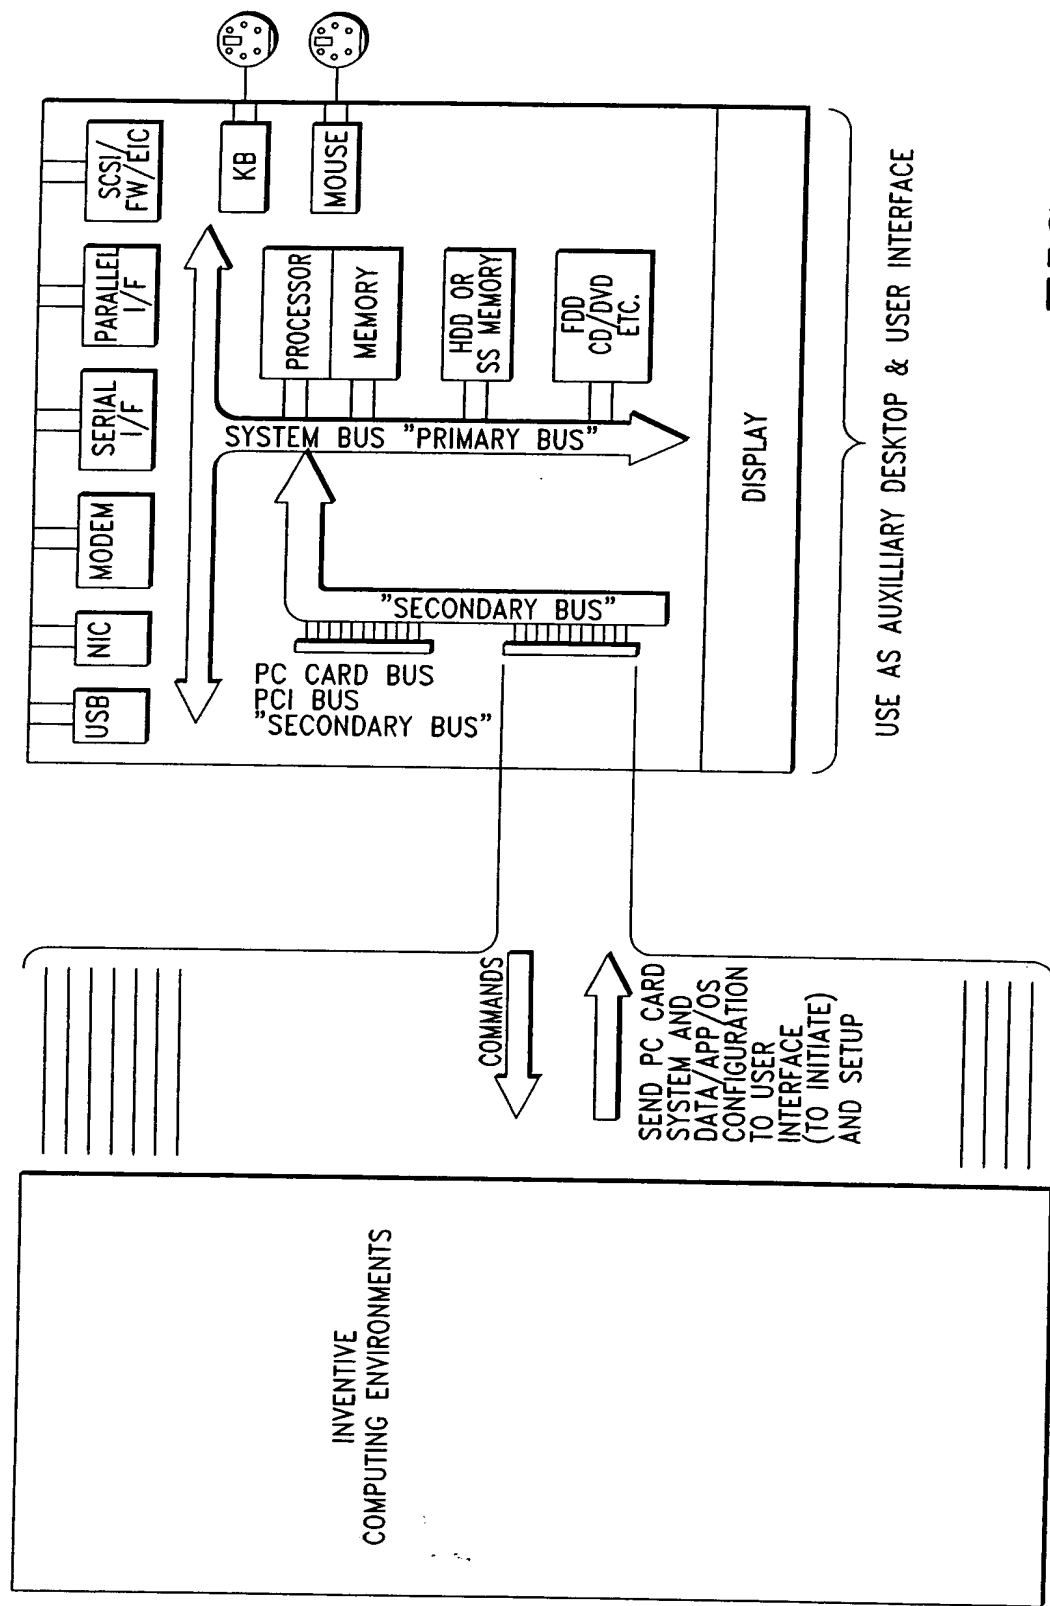 USB
NIC
MODEM
SERIAL
I/F
PARALLEL
I/F
SCSI/
FW/EIC
KB
MOUSE
PROCESSOR
MEMORY
HDD OR
SS MEMORY
FDD
CD/DVD
ETC.
SYSTEM BUS "PRIMARY BUS"
"SECONDARY BUS"
PC CARD BUS
PCI BUS
"SECONDARY BUS"
DISPLAY
USE AS AUXILLIARY DESKTOP & USER INTERFACE
COMMANDS
SEND PC CARD
SYSTEM AND
DATA/APP/OS
CONFIGURATION
TO USER
INTERFACE
(TO INITIATE)
AND SETUP
INVENTIVE
COMPUTING ENVIRONMENTS